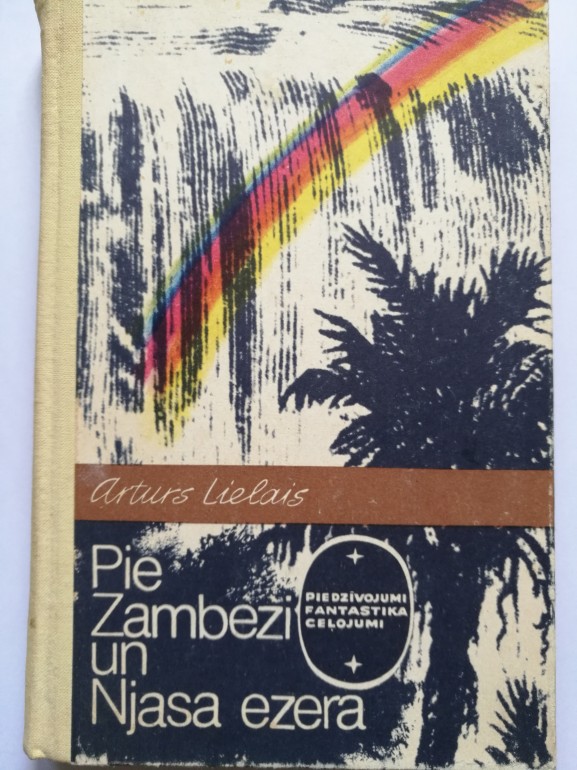 Arturs Lielais
Pie
Zambezi
un
Njasa ezera
PIEDZĪVOJUMI
FANTASTIKA
CEĻOJUMI